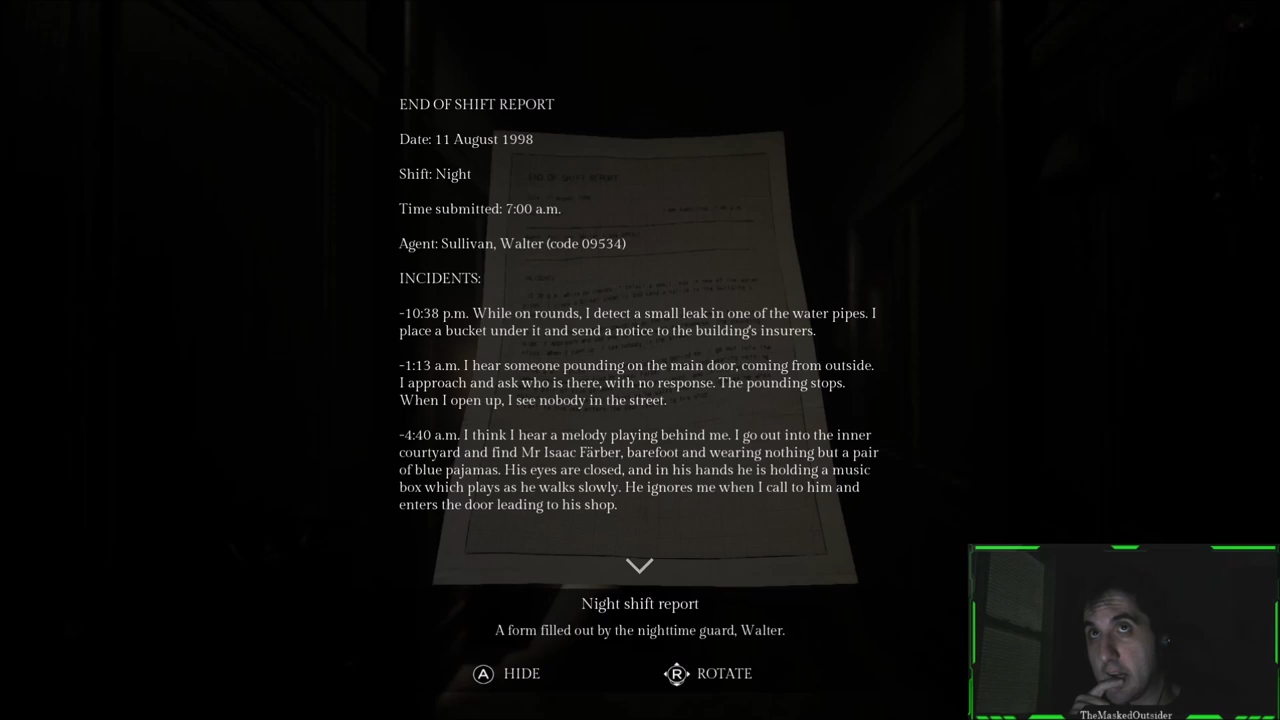 END OF SHIFT REPORT
Date: 11 August 1998
Shift: Night
Time submitted: 7:00 a.m.
Agent: Sullivan, Walter (code 09534)
INCIDENTS:
-10:38 p.m. While on rounds, I detect a small leak in one of the water pipes. I
place a bucket under it and send a notice to the building's insurers.
-1:13 a.m. I hear someone pounding on the main door, coming from outside.
I approach and ask who is there, with no response. The pounding stops.
When I open up, I see nobody in the street.
-4:40 a.m. I think I hear a melody playing behind me. I go out into the inner
courtyard and find Mr Isaac Färber, barefoot and wearing nothing but a pair
of blue pajamas. His eyes are closed, and in his hands he is holding a music
box which plays as he walks slowly. He ignores me when I call to him and
enters the door leading to his shop.
Night shift report
A form filled out by the nighttime guard, Walter.
A HIDE
R ROTATE
TheMaskedOutsider